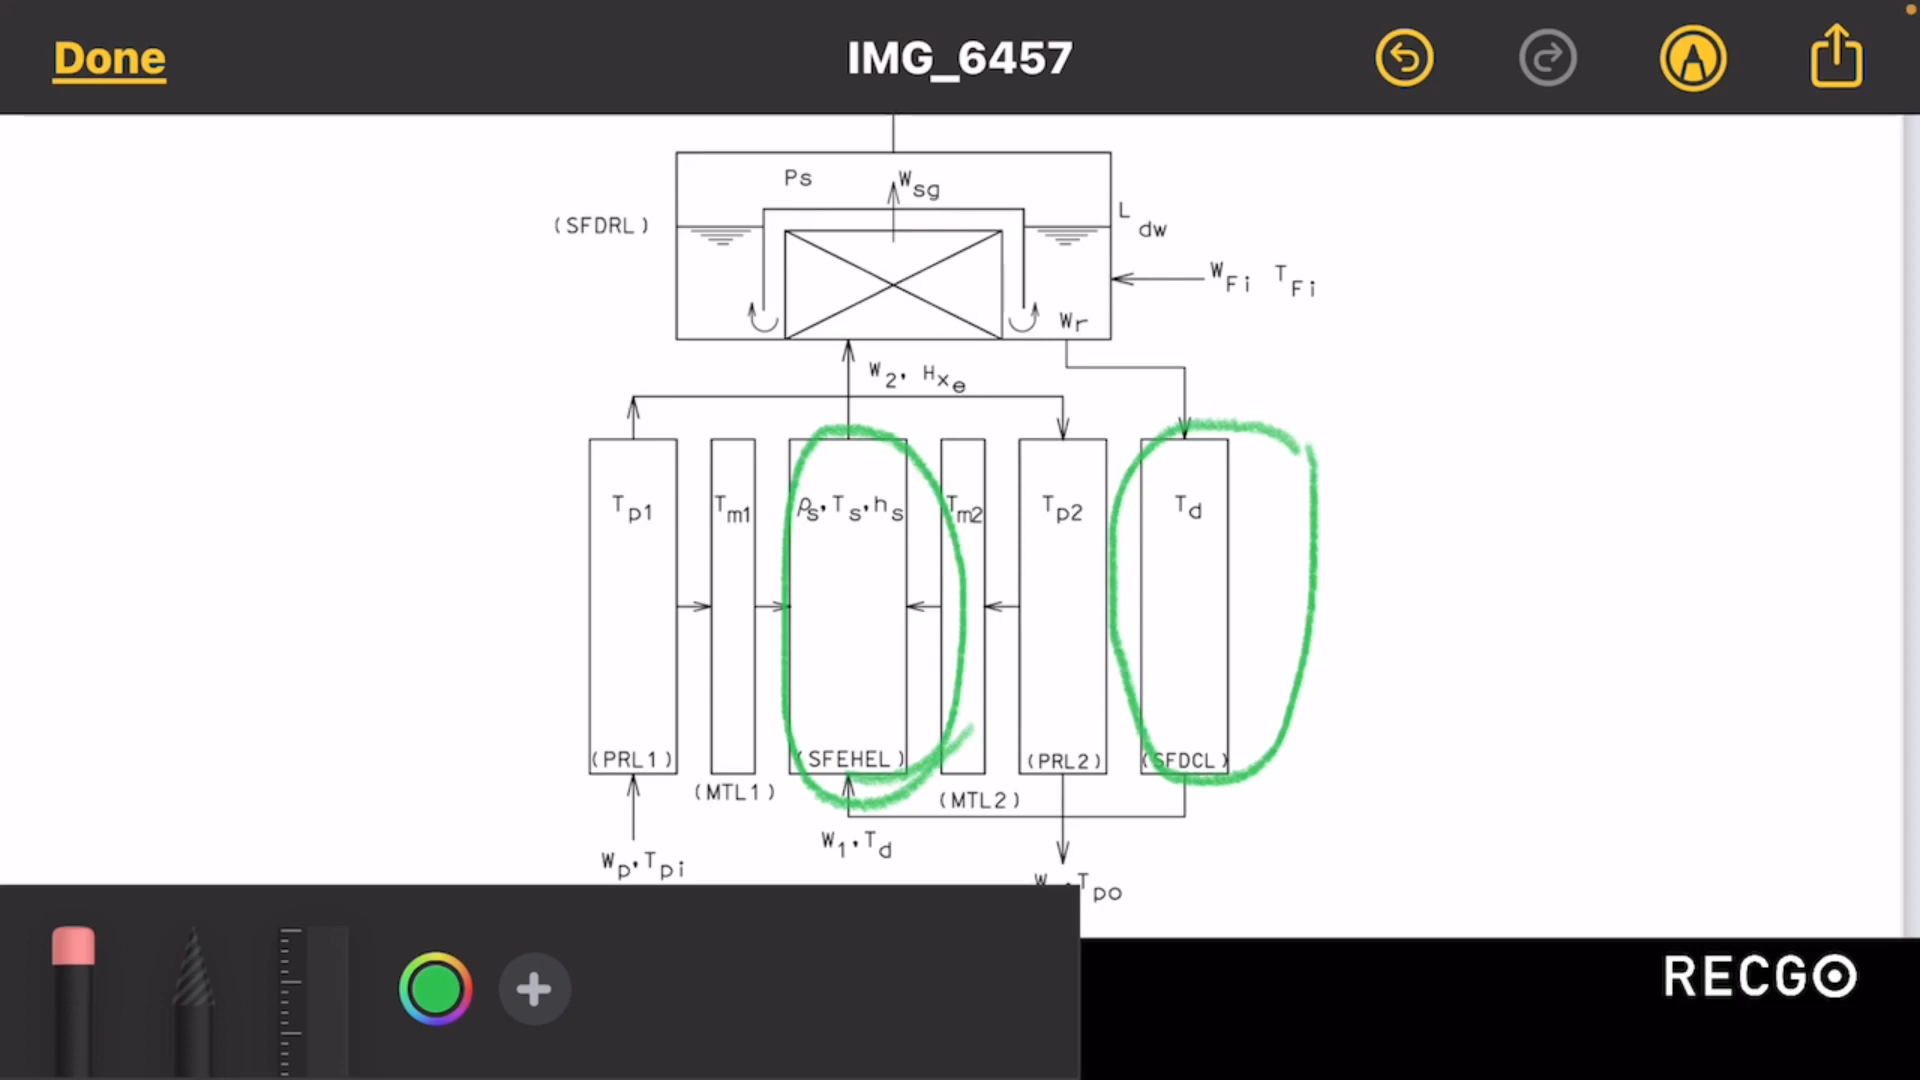 Done
IMG_6457
Ps
Wsg
(SFDRL)
Ldw
WFi TFi
Wr
W2, Hxe
Tp1
Tm1
ρs,Ts,hs
Tm2
Tp2
Td
(PRL1)
(SFEHEL)
(PRL2)
(SFDCL)
(MTL1)
(MTL2)
W1,Td
Wp,Tpi
Tpo
RECGO